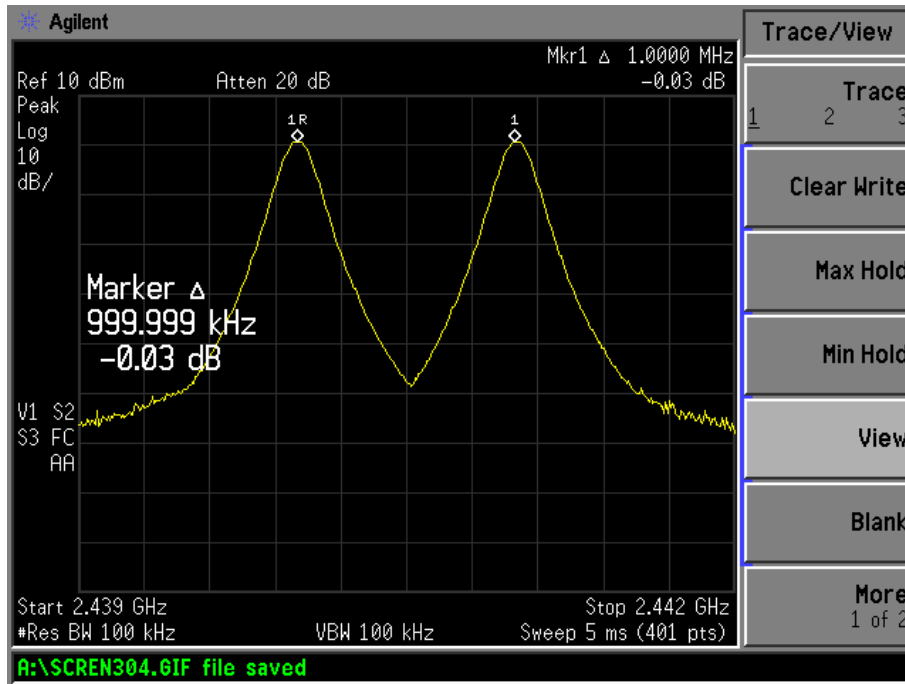 Agilent
Trace/View
Mkr1 Δ 1.0000 MHz
Ref 10 dBm Atten 20 dB -0.03 dB
Peak
Log
10
dB/
1R
1
Marker Δ
999.999 kHz
-0.03 dB
V1 S2
S3 FC
AA
Start 2.439 GHz Stop 2.442 GHz
#Res BW 100 kHz VBW 100 kHz Sweep 5 ms (401 pts)
A:\SCREN304.GIF file saved
Trace
1 2 3
Clear Write
Max Hold
Min Hold
View
Blank
More
1 of 2